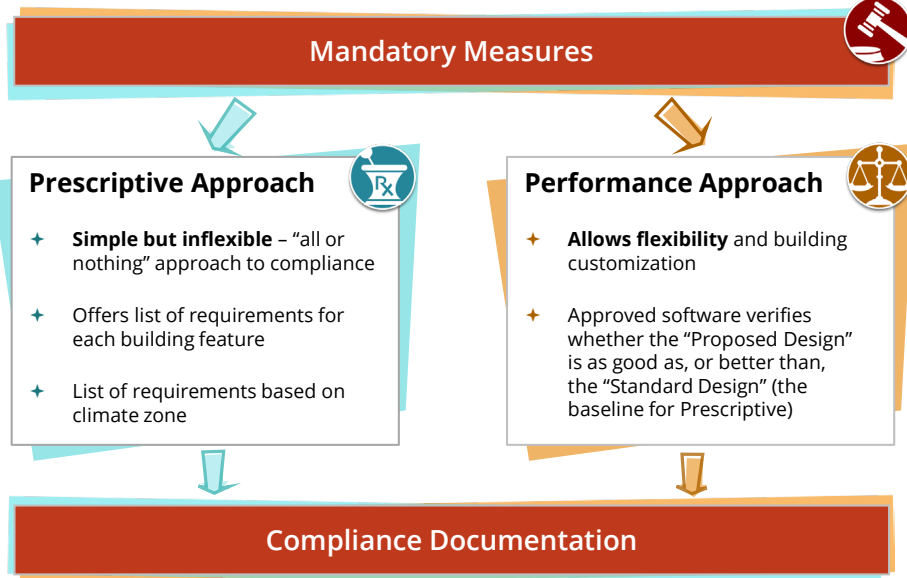 Mandatory Measures
Prescriptive Approach
Rx
Simple but inflexible – “all or
nothing” approach to compliance
Offers list of requirements for
each building feature
List of requirements based on
climate zone
Performance Approach
Allows flexibility and building
customization
Approved software verifies
whether the “Proposed Design”
is as good as, or better than,
the “Standard Design” (the
baseline for Prescriptive)
Compliance Documentation